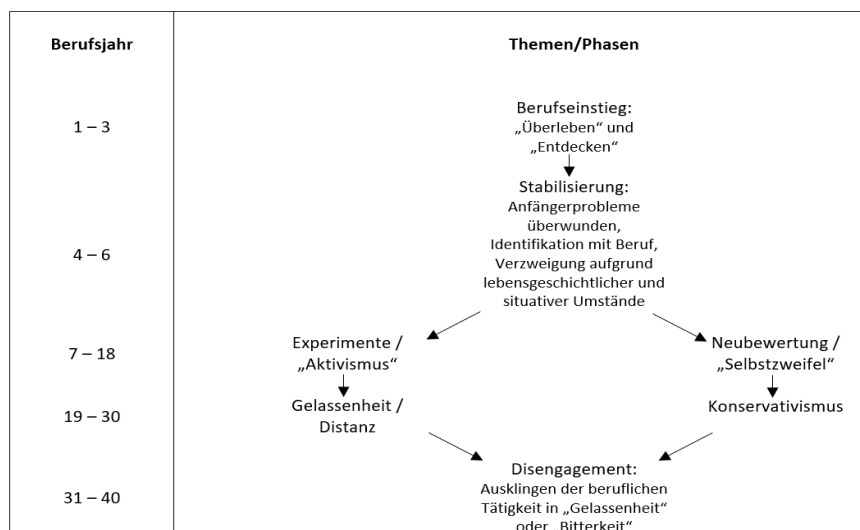 Berufsjahr
Themen/Phasen
1 – 3
Berufseinstieg:
„Überleben“ und
„Entdecken“
4 – 6
Stabilisierung:
Anfängerprobleme
überwunden,
Identifikation mit Beruf,
Verzweigung aufgrund
lebensgeschichtlicher und
situativer Umstände
7 – 18
Experimente /
„Aktivismus“
Neubewertung /
„Selbstzweifel“
19 – 30
Gelassenheit /
Distanz
Konservativismus
31 – 40
Disengagement:
Ausklingen der beruflichen
Tätigkeit in „Gelassenheit“
oder „Bitterkeit“